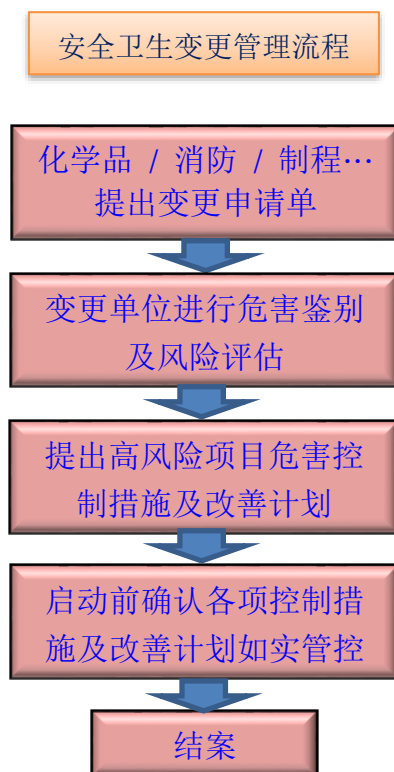 安全卫生变更管理流程
化学品 / 消防 / 制程…
提出变更申请单
变更单位进行危害鉴别
及风险评估
提出高风险项目危害控
制措施及改善计划
启动前确认各项控制措
施及改善计划如实管控
结案